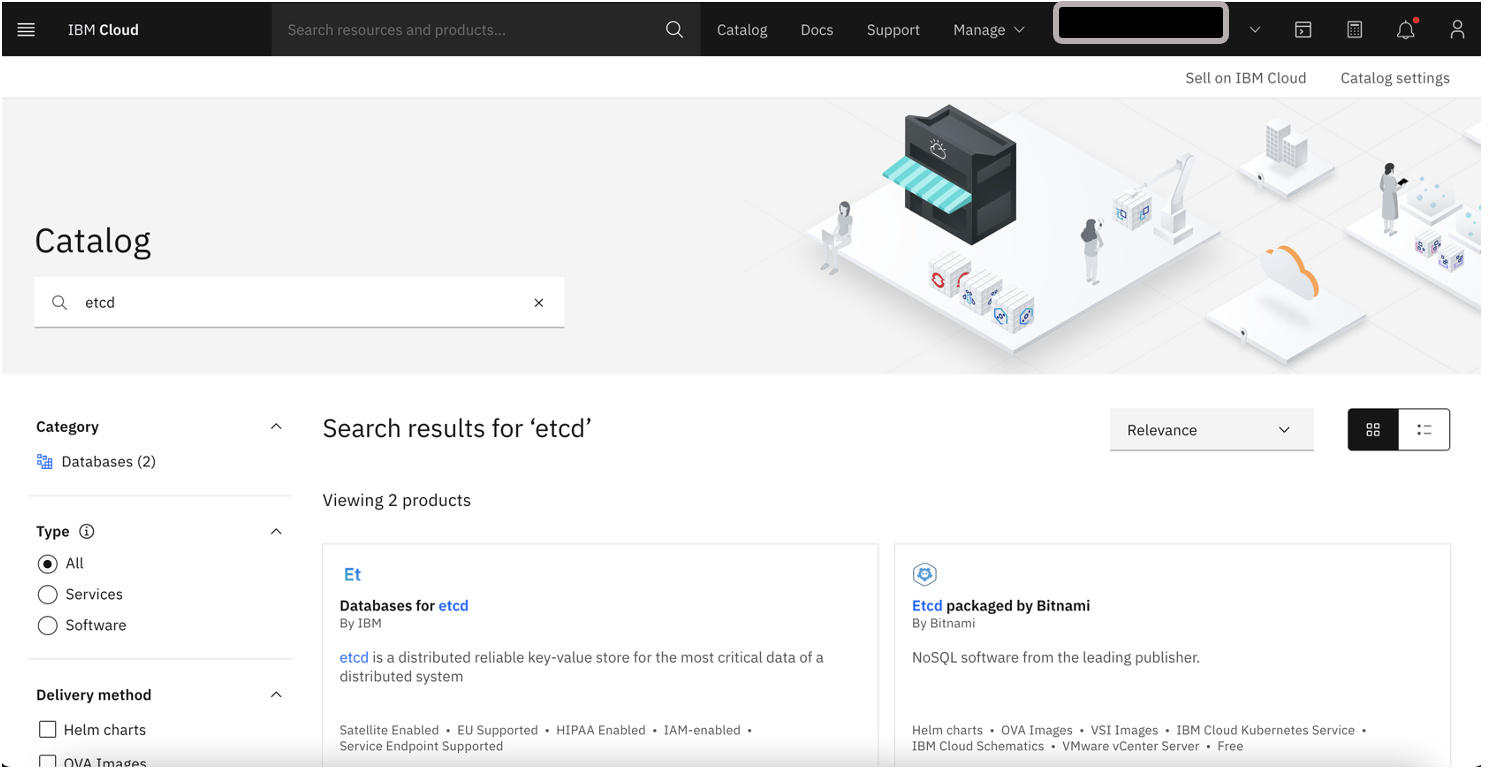 IBM Cloud
Search resources and products...
Catalog
Docs
Support
Manage
Sell on IBM Cloud
Catalog settings
Catalog
etcd
Category
Databases (2)
Type
All
Services
Software
Delivery method
Helm charts
OVA Images
Search results for ‘etcd’
Relevance
Viewing 2 products
Et
Databases for etcd
By IBM
etcd is a distributed reliable key-value store for the most critical data of a
distributed system
Satellite Enabled • EU Supported • HIPAA Enabled • IAM-enabled •
Service Endpoint Supported
Etcd packaged by Bitnami
By Bitnami
NoSQL software from the leading publisher.
Helm charts • OVA Images • VSI Images • IBM Cloud Kubernetes Service •
IBM Cloud Schematics • VMware vCenter Server • Free